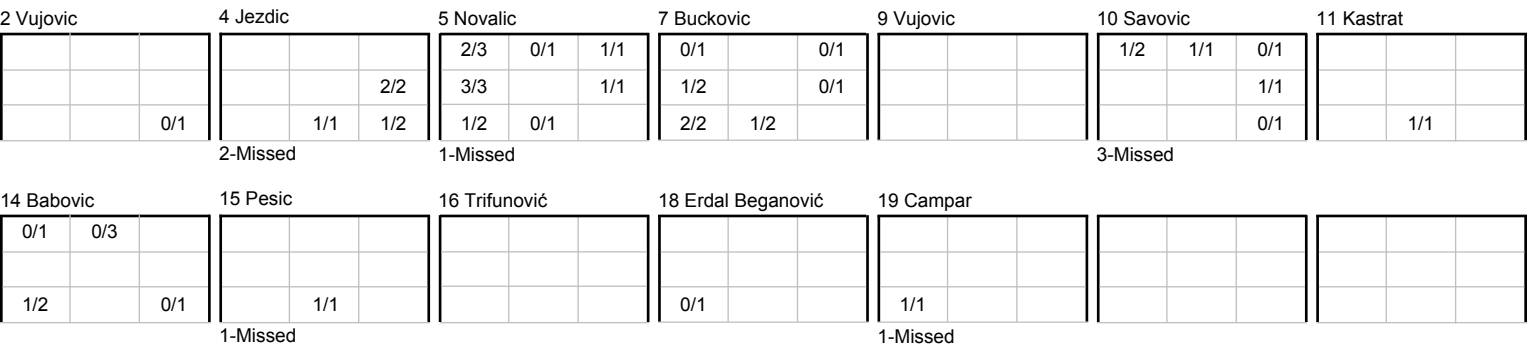 2 Vujovic 4 Jezdic 5 Novalic 7 Buckovic 9 Vujovic 10 Savovic 11 Kastrat
2/3 0/1 1/1 0/1 0/1 1/2 1/1 0/1
2/2 3/3 1/1 1/2 0/1 1/1
0/1 1/1 1/2 1/2 0/1 2/2 1/2 0/1 1/1
2-Missed 1-Missed 3-Missed
14 Babovic 15 Pesic 16 Trifunović 18 Erdal Beganović 19 Campar
0/1 0/3
1/2 0/1 1/1 0/1 1/1
1-Missed 1-Missed